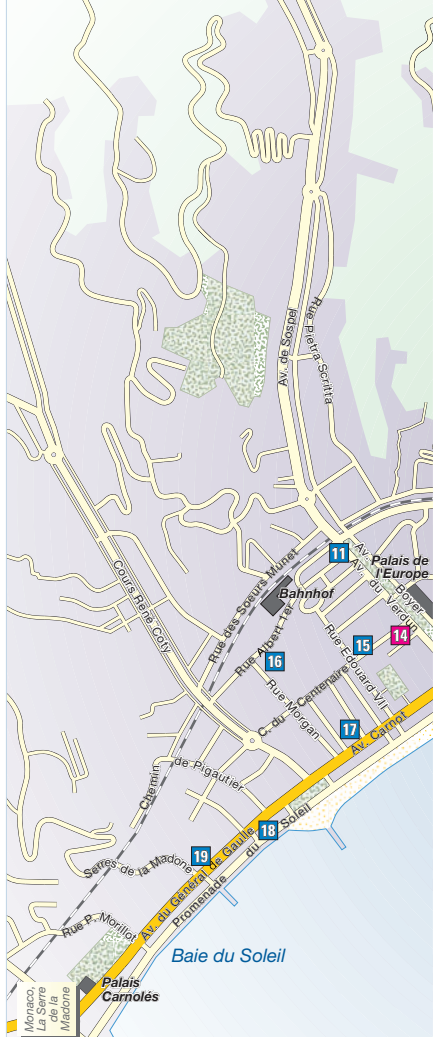 Av. de Sospel
Rue Pietra Scritta
Cours René Coty
Rue des Soeurs Munet
11
Av. Boyer
Av. du Verdun
Palais de
l'Europe
Bahnhof
Rue Albert 1er
14
15
16
Rue Edouard VII
Rue Morgan
C. du Centenaire
17
Av. Carnot
Chemin de Pigautier
18
19
Serres de la Madone
Av. du Général de Gaulle
Promenade du Soleil
Rue P. Morillot
Baie du Soleil
Palais
Carnolés
Monaco,
La Serre
de la
Madone